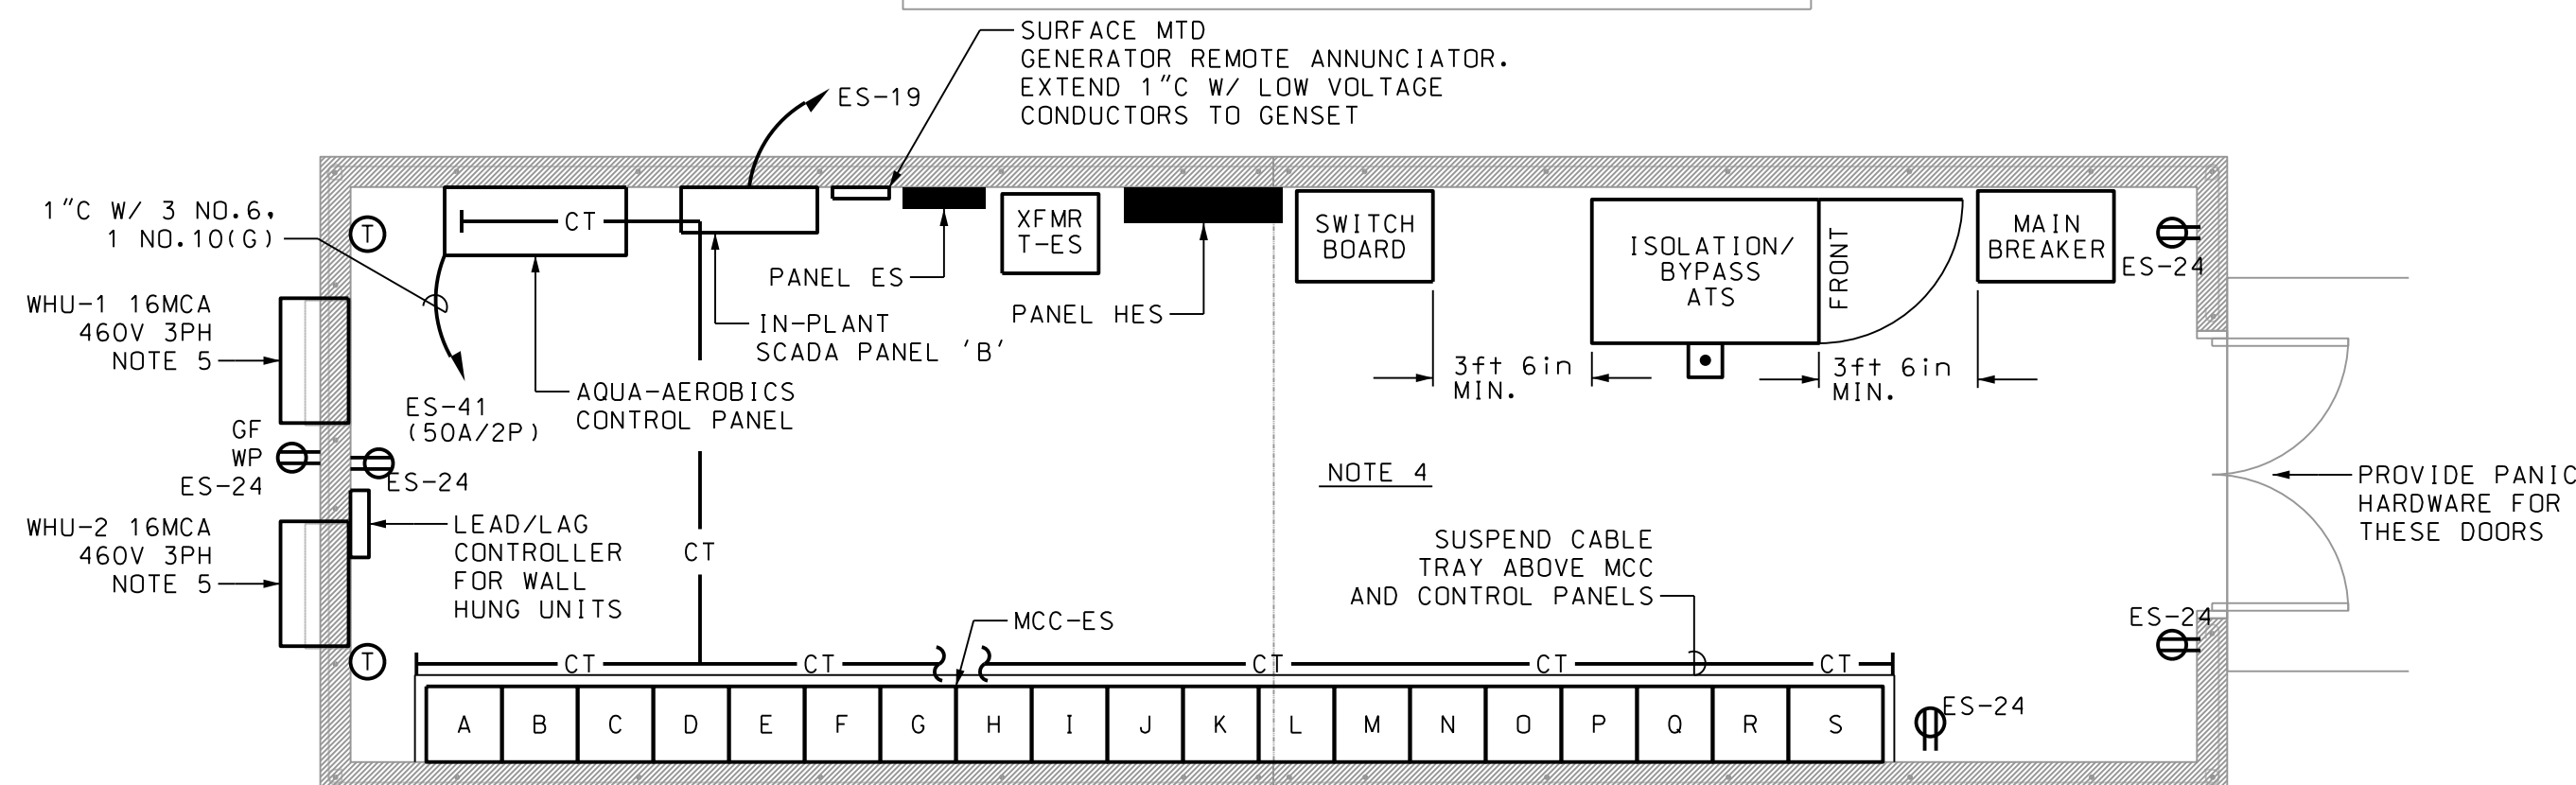 SURFACE MTD
GENERATOR REMOTE ANNUNCIATOR.
EXTEND 1"C W/ LOW VOLTAGE
CONDUCTORS TO GENSET
ES-19
1"C W/ 3 NO.6,
1 NO.10(G)
T
CT
XFMR
T-ES
SWITCH
BOARD
ISOLATION/
BYPASS
ATS
FRONT
MAIN
BREAKER
ES-24
PANEL ES
PANEL HES
IN-PLANT
SCADA PANEL 'B'
WHU-1 16MCA
460V 3PH
NOTE 5
AQUA-AEROBICS
CONTROL PANEL
3ft 6in
MIN.
3ft 6in
MIN.
ES-41
(50A/2P)
GF
WP
ES-24
ES-24
NOTE 4
PROVIDE PANIC
HARDWARE FOR
THESE DOORS
WHU-2 16MCA
460V 3PH
NOTE 5
LEAD/LAG
CONTROLLER
FOR WALL
HUNG UNITS
CT
SUSPEND CABLE
TRAY ABOVE MCC
AND CONTROL PANELS
MCC-ES
ES-24
T
CT CT CT CT CT
A B C D E F G H I J K L M N O P Q R S
ES-24